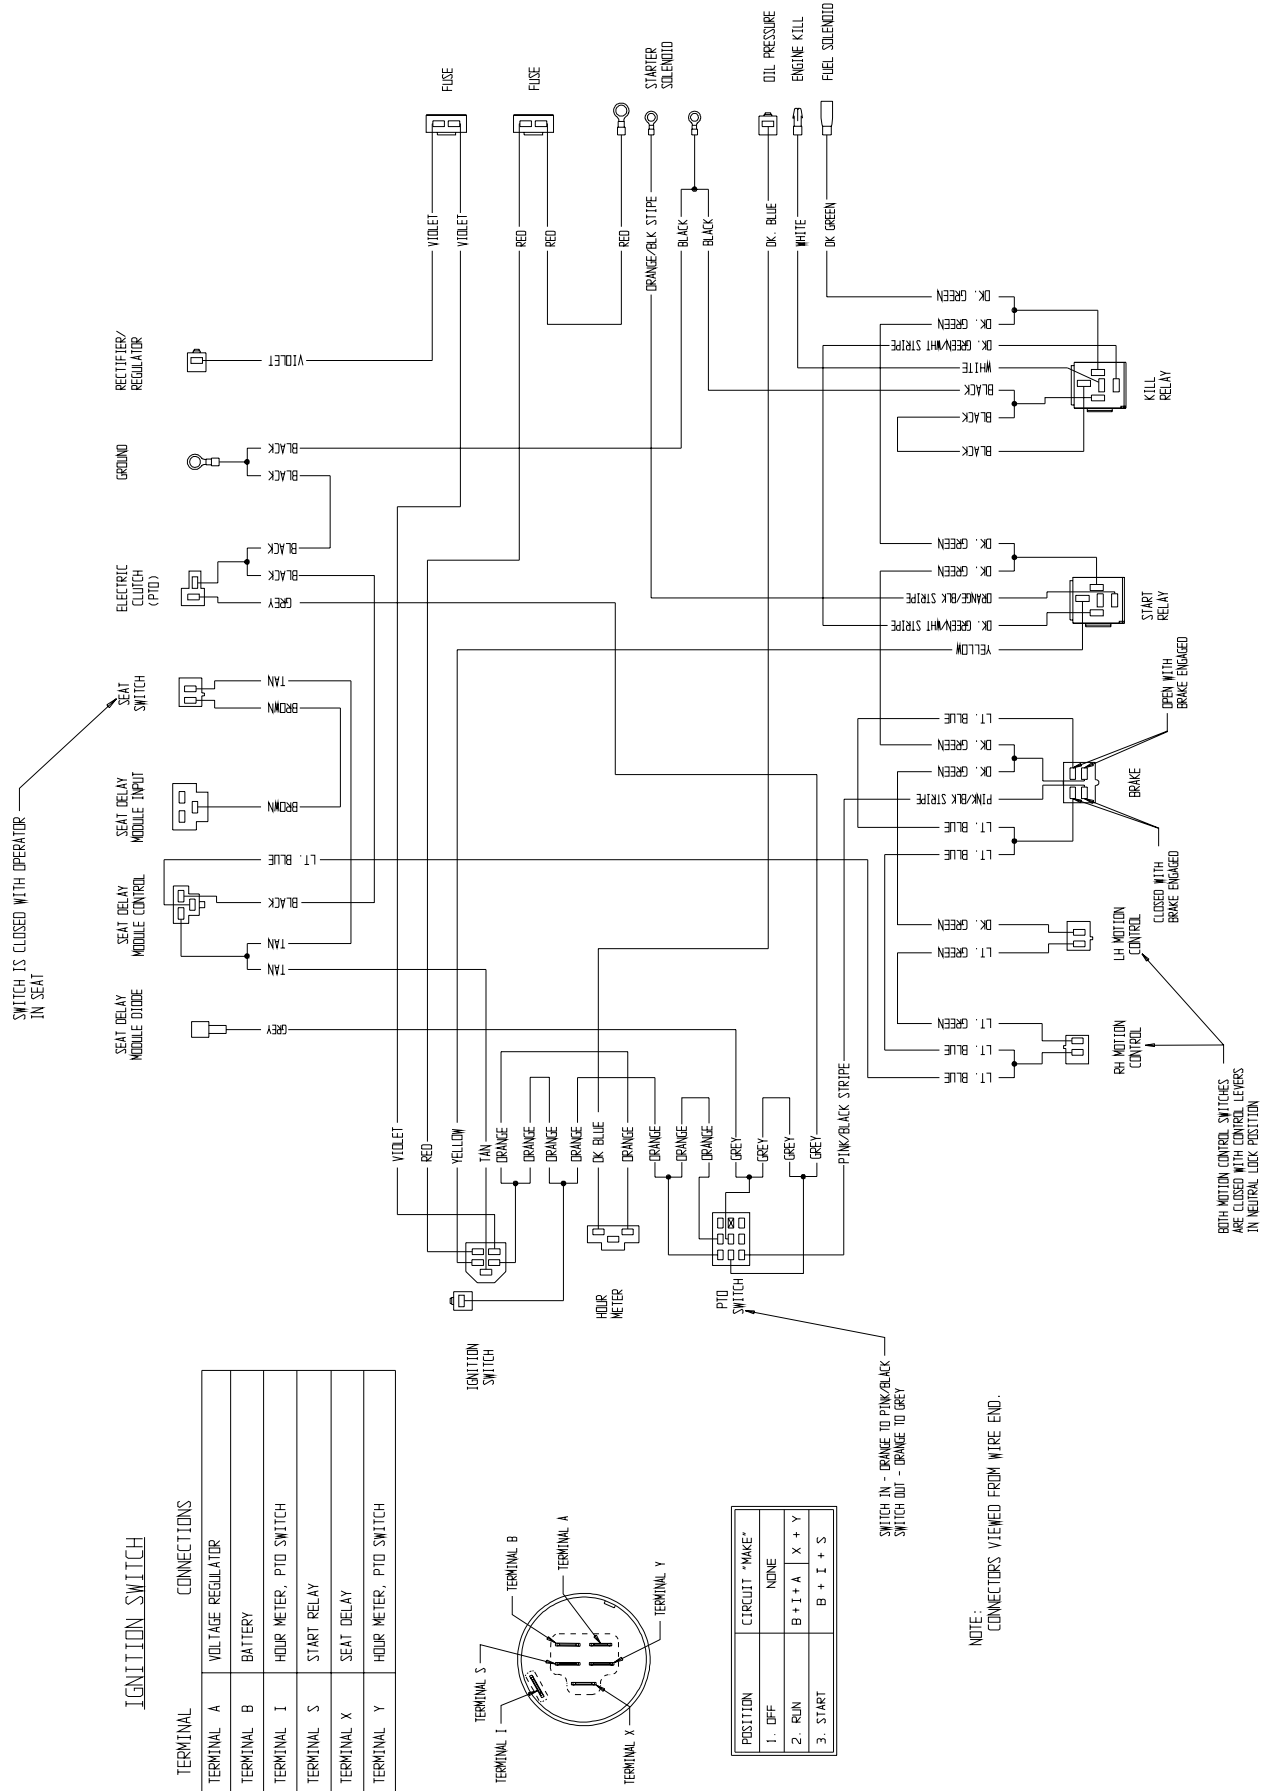 FUSE
FUSE
STARTER
SOLENOID
OIL PRESSURE
ENGINE KILL
FUEL SOLENOID
VIOLET
VIOLET
RED
RED
RED
ORANGE/BLK STIPE
BLACK
BLACK
DK. BLUE
WHITE
DK GREEN
RECTIFIER/
REGULATOR
VIOLET
GROUND
BLACK
BLACK
ELECTRIC
CLUTCH
(PTO)
BLACK
BLACK
GREY
SEAT
SWITCH
TAN
BROWN
SEAT DELAY
MODULE INPUT
BROWN
SEAT DELAY
MODULE CONTROL
LT. BLUE
BLACK
TAN
TAN
SEAT DELAY
MODULE DIODE
GREY
SWITCH IS CLOSED WITH OPERATOR
IN SEAT
DK. GREEN
DK. GREEN
DK. GREEN/WHT STRIPE
WHITE
BLACK
BLACK
BLACK
KILL
RELAY
DK. GREEN
DK. GREEN
ORANGE/BLK STRIPE
DK. GREEN/WHT STRIPE
YELLOW
START
RELAY
OPEN WITH
BRAKE ENGAGED
LT. BLUE
DK. GREEN
DK. GREEN
PINK/BLK STRIPE
LT. BLUE
LT. BLUE
BRAKE
CLOSED WITH
BRAKE ENGAGED
DK. GREEN
LT. GREEN
LH MOTION
CONTROL
LT. GREEN
LT. BLUE
LT. BLUE
RH MOTION
CONTROL
BOTH MOTION CONTROL SWITCHES
ARE CLOSED WITH CONTROL LEVERS
IN NEUTRAL LOCK POSITION
VIOLET
RED
YELLOW
TAN
ORANGE
ORANGE
ORANGE
ORANGE
DK BLUE
ORANGE
ORANGE
ORANGE
ORANGE
GREY
GREY
GREY
GREY
PINK/BLACK STRIPE
IGNITION
SWITCH
HOUR
METER
PTO
SWITCH
SWITCH IN - ORANGE TO PINK/BLACK
SWITCH OUT - ORANGE TO GREY
IGNITION SWITCH
TERMINAL CONNECTIONS
TERMINAL A VOLTAGE REGULATOR
TERMINAL B BATTERY
TERMINAL I HOUR METER, PTO SWITCH
TERMINAL S START RELAY
TERMINAL X SEAT DELAY
TERMINAL Y HOUR METER, PTO SWITCH
TERMINAL I
TERMINAL S
TERMINAL B
TERMINAL A
TERMINAL Y
TERMINAL X
POSITION CIRCUIT "MAKE"
1. OFF NONE
2. RUN B+I+A X + Y
3. START B + I + S
NOTE:
CONNECTORS VIEWED FROM WIRE END.